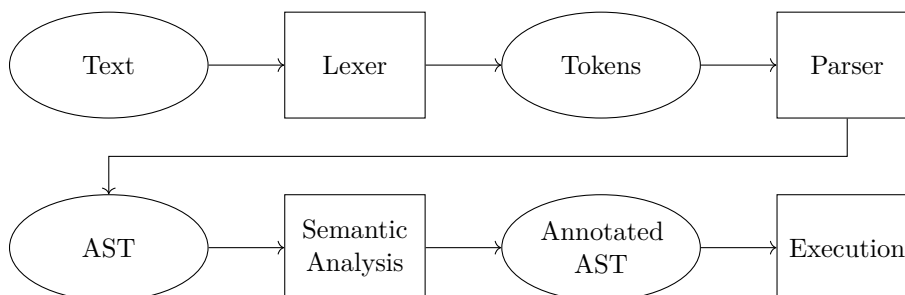 Text
Lexer
Tokens
Parser
AST
Semantic
Analysis
Annotated
AST
Execution